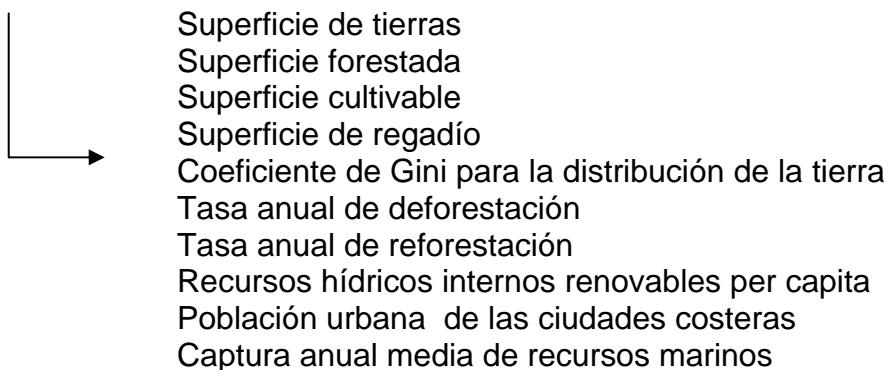 Superficie de tierras
Superficie forestada
Superficie cultivable
Superficie de regadío
Coeficiente de Gini para la distribución de la tierra
Tasa anual de deforestación
Tasa anual de reforestación
Recursos hídricos internos renovables per capita
Población urbana  de las ciudades costeras
Captura anual media de recursos marinos